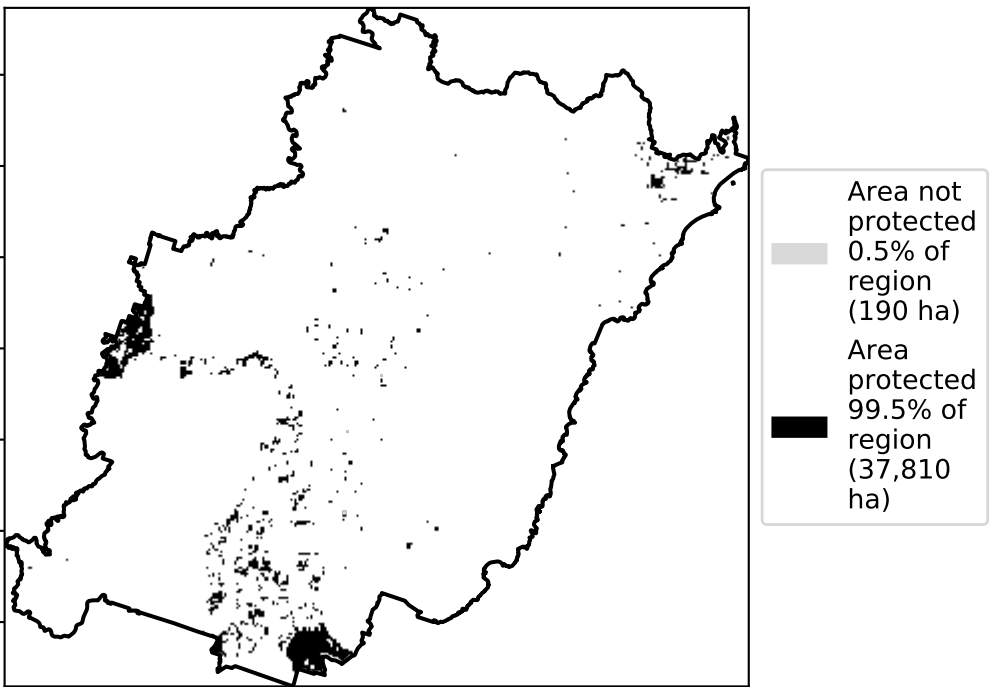 Area not
protected
0.5% of
region
(190 ha)
Area
protected
99.5% of
region
(37,810
ha)